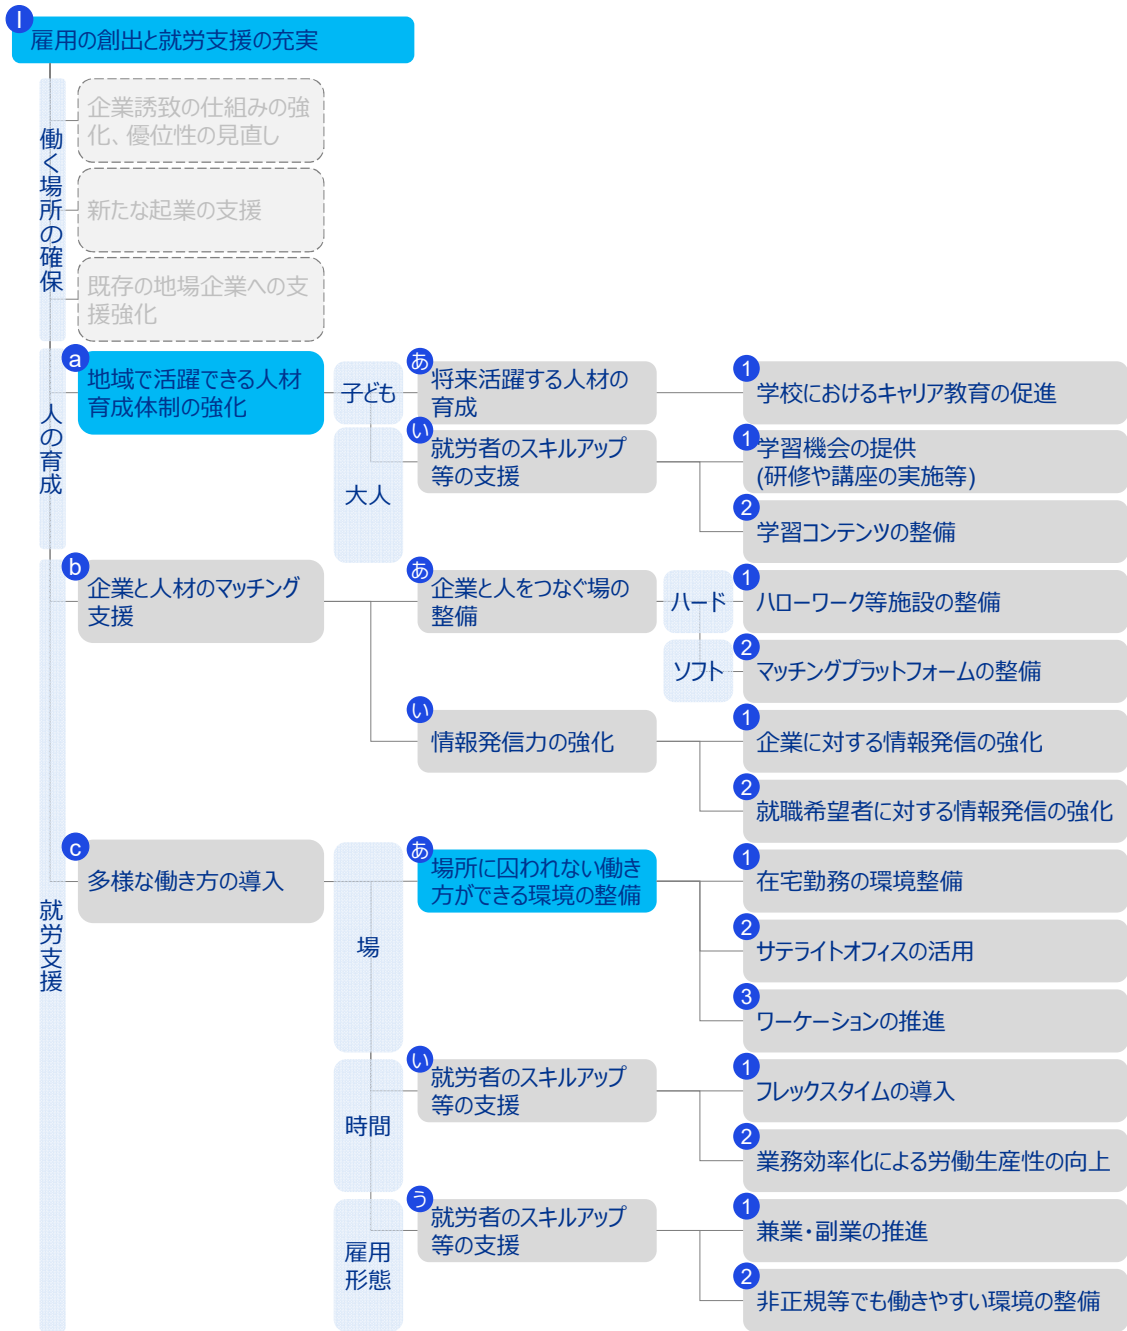 I
雇用の創出と就労支援の充実
働く場所の確保
企業誘致の仕組みの強
化、優位性の見直し
新たな起業の支援
既存の地場企業への支
援強化
人の育成
a
地域で活躍できる人材
育成体制の強化
子ども
あ
将来活躍する人材の
育成
1
学校におけるキャリア教育の促進
大人
い
就労者のスキルアップ
等の支援
1
学習機会の提供
(研修や講座の実施等)
2
学習コンテンツの整備
就労支援
b
企業と人材のマッチング
支援
あ
企業と人をつなぐ場の
整備
ハード
1
ハローワーク等施設の整備
ソフト
2
マッチングプラットフォームの整備
い
情報発信力の強化
1
企業に対する情報発信の強化
2
就職希望者に対する情報発信の強化
c
多様な働き方の導入
場
あ
場所に囚われない働き
方ができる環境の整備
1
在宅勤務の環境整備
2
サテライトオフィスの活用
3
ワーケーションの推進
時間
い
就労者のスキルアップ
等の支援
1
フレックスタイムの導入
2
業務効率化による労働生産性の向上
雇用
形態
う
就労者のスキルアップ
等の支援
1
兼業・副業の推進
2
非正規等でも働きやすい環境の整備